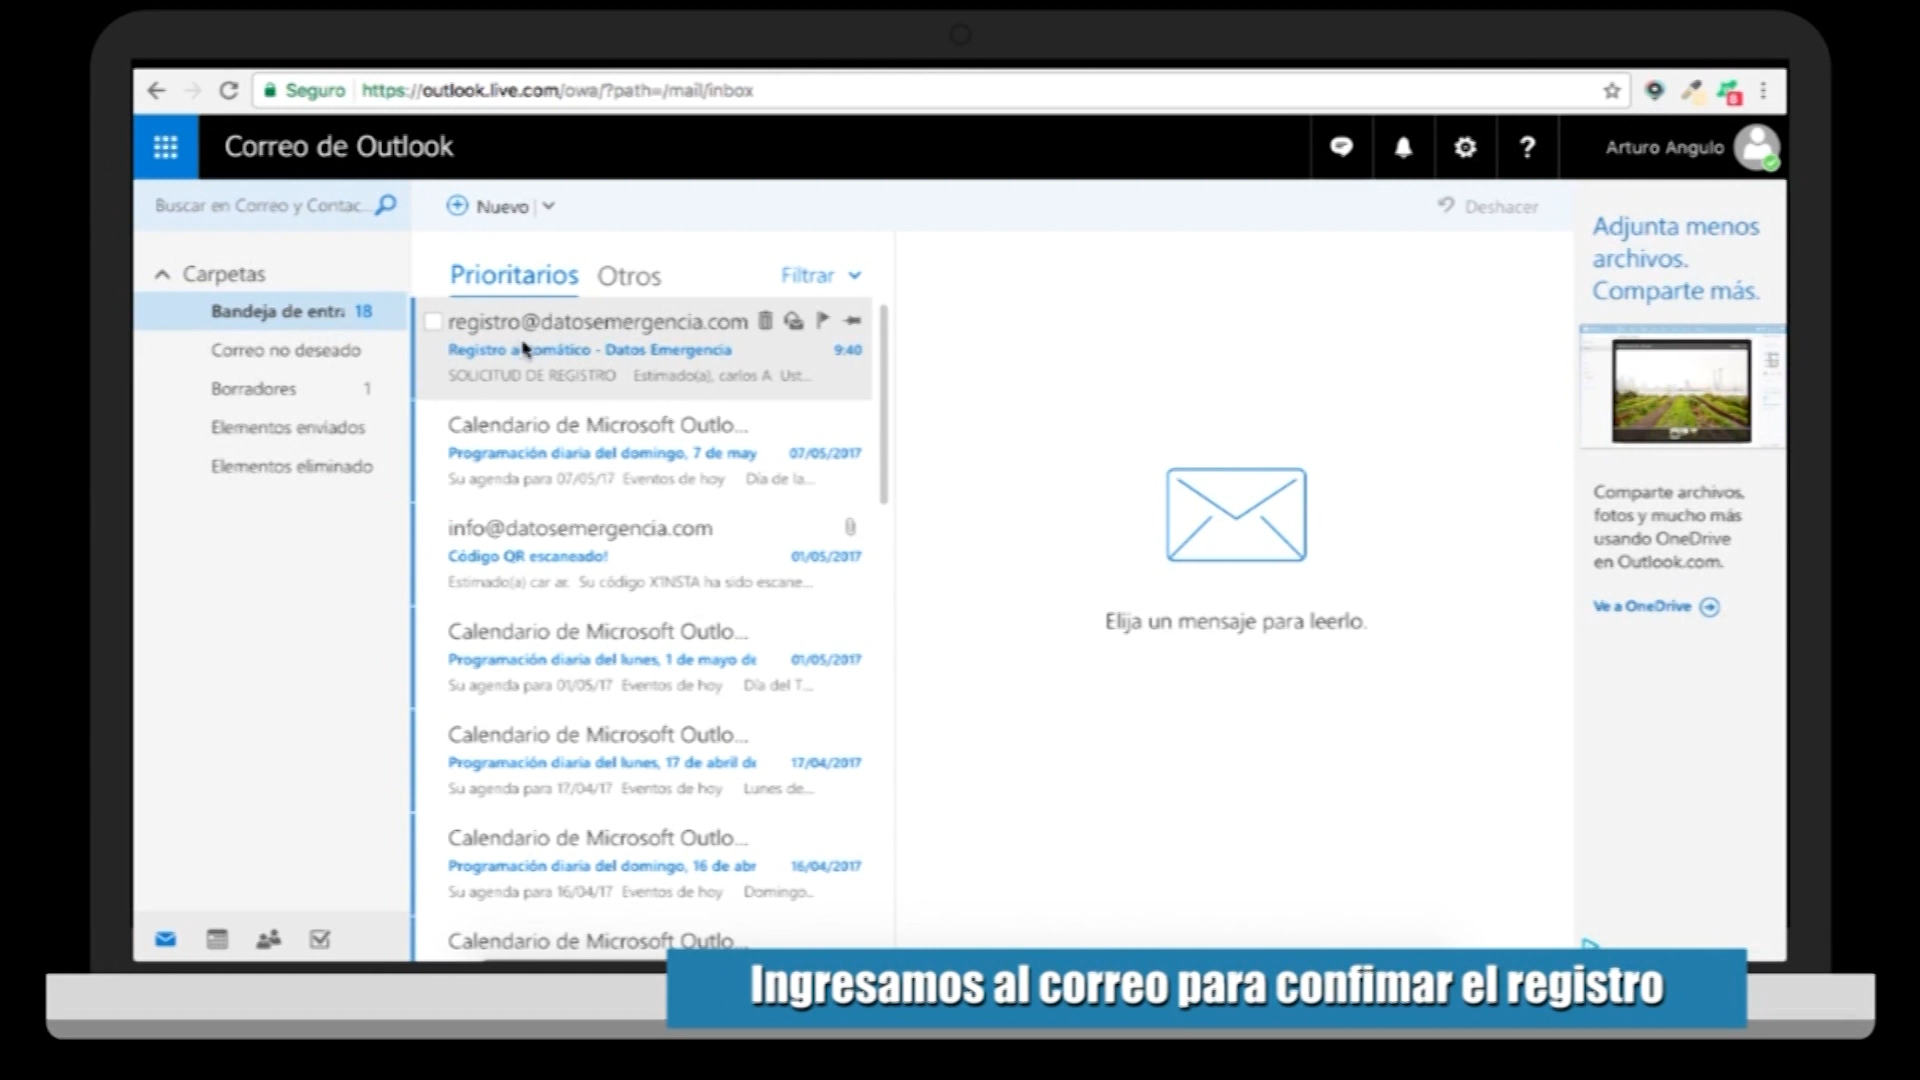 Seguro https://outlook.live.com/owa/?path=/mail/inbox
Correo de Outlook
Arturo Angulo
Buscar en Correo y Contac...
Nuevo
Deshacer
Carpetas
Bandeja de entra 18
Correo no deseado
Borradores 1
Elementos enviados
Elementos eliminado
Prioritarios Otros Filtrar
registro@datosemergencia.com
Registro a omático - Datos Emergencia 9:40
SOLICITUD DE REGISTRO Estimado(a), carlos A Ust...
Calendario de Microsoft Outlo...
Programación diaria del domingo, 7 de may 07/05/2017
Su agenda para 07/05/17 Eventos de hoy Día de la...
info@datosemergencia.com
Código QR escaneado! 01/05/2017
Estimado(a) car ar. Su código X1NSTA ha sido escane...
Calendario de Microsoft Outlo...
Programación diaria del lunes, 1 de mayo de 01/05/2017
Su agenda para 01/05/17 Eventos de hoy Día del T...
Calendario de Microsoft Outlo...
Programación diaria del lunes, 17 de abril de 17/04/2017
Su agenda para 17/04/17 Eventos de hoy Lunes de...
Calendario de Microsoft Outlo...
Programación diaria del domingo, 16 de abr 16/04/2017
Su agenda para 16/04/17 Eventos de hoy Domingo...
Calendario de Microsoft Outlo...
Elija un mensaje para leerlo.
Adjunta menos
archivos.
Comparte más.
Comparte archivos,
fotos y mucho más
usando OneDrive
en Outlook.com.
Ve a OneDrive
Ingresamos al correo para confimar el registro